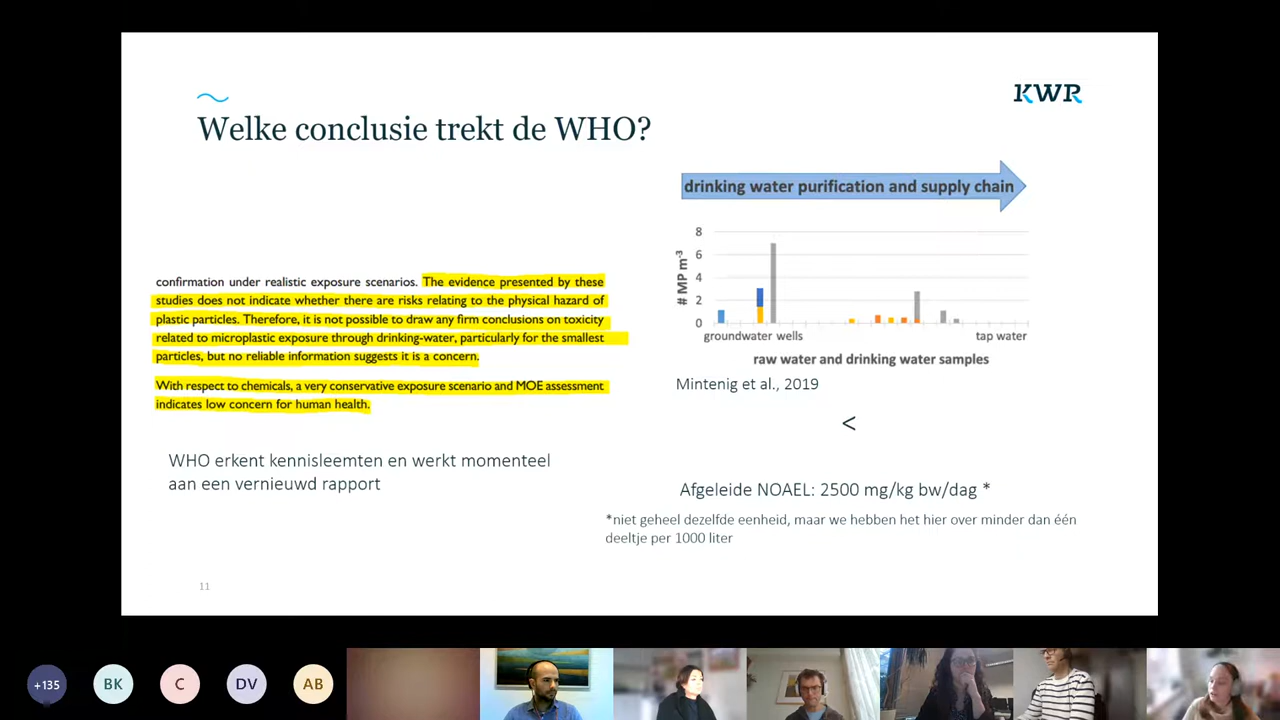 KWR
Welke conclusie trekt de WHO?
drinking water purification and supply chain
8
6
4
2
0
# MP m-3
groundwater wells
tap water
raw water and drinking water samples
Mintenig et al., 2019
<
Afgeleide NOAEL: 2500 mg/kg bw/dag *
*niet geheel dezelfde eenheid, maar we hebben het hier over minder dan één
deeltje per 1000 liter
confirmation under realistic exposure scenarios. The evidence presented by these
studies does not indicate whether there are risks relating to the physical hazard of
plastic particles. Therefore, it is not possible to draw any firm conclusions on toxicity
related to microplastic exposure through drinking-water, particularly for the smallest
particles, but no reliable information suggests it is a concern.
With respect to chemicals, a very conservative exposure scenario and MOE assessment
indicates low concern for human health.
WHO erkent kennisleemten en werkt momenteel
aan een vernieuwd rapport
11
+135
BK
C
DV
AB